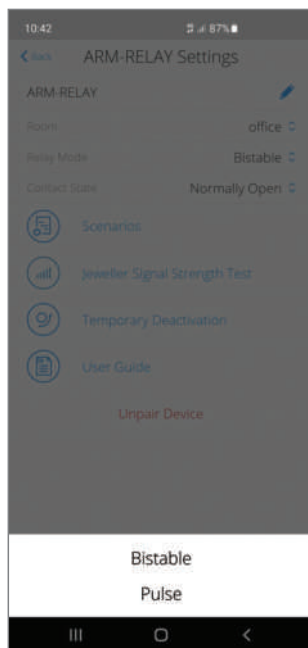 10:42 87%
Back ARM-RELAY Settings
ARM-RELAY
Room office
Relay Mode Bistable
Contact State Normally Open
Scenarios
Jeweller Signal Strength Test
Temporary Deactivation
User Guide
Unpair Device
Bistable
Pulse